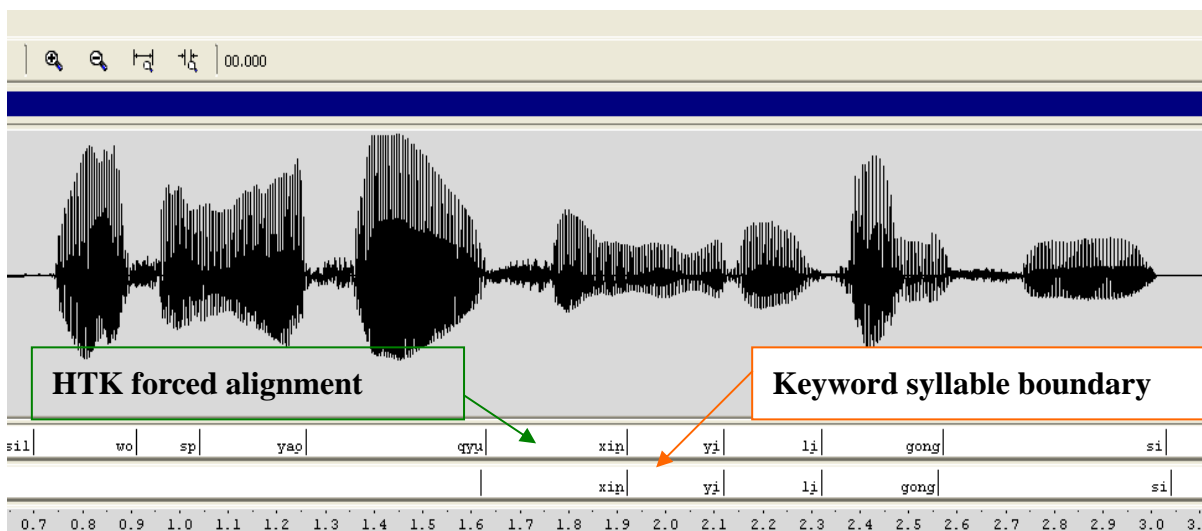 00.000
HTK forced alignment
Keyword syllable boundary
sil wo sp yao qyu xin yi li gong si
xin yi li gong si
0.7 0.8 0.9 1.0 1.1 1.2 1.3 1.4 1.5 1.6 1.7 1.8 1.9 2.0 2.1 2.2 2.3 2.4 2.5 2.6 2.7 2.8 2.9 3.0